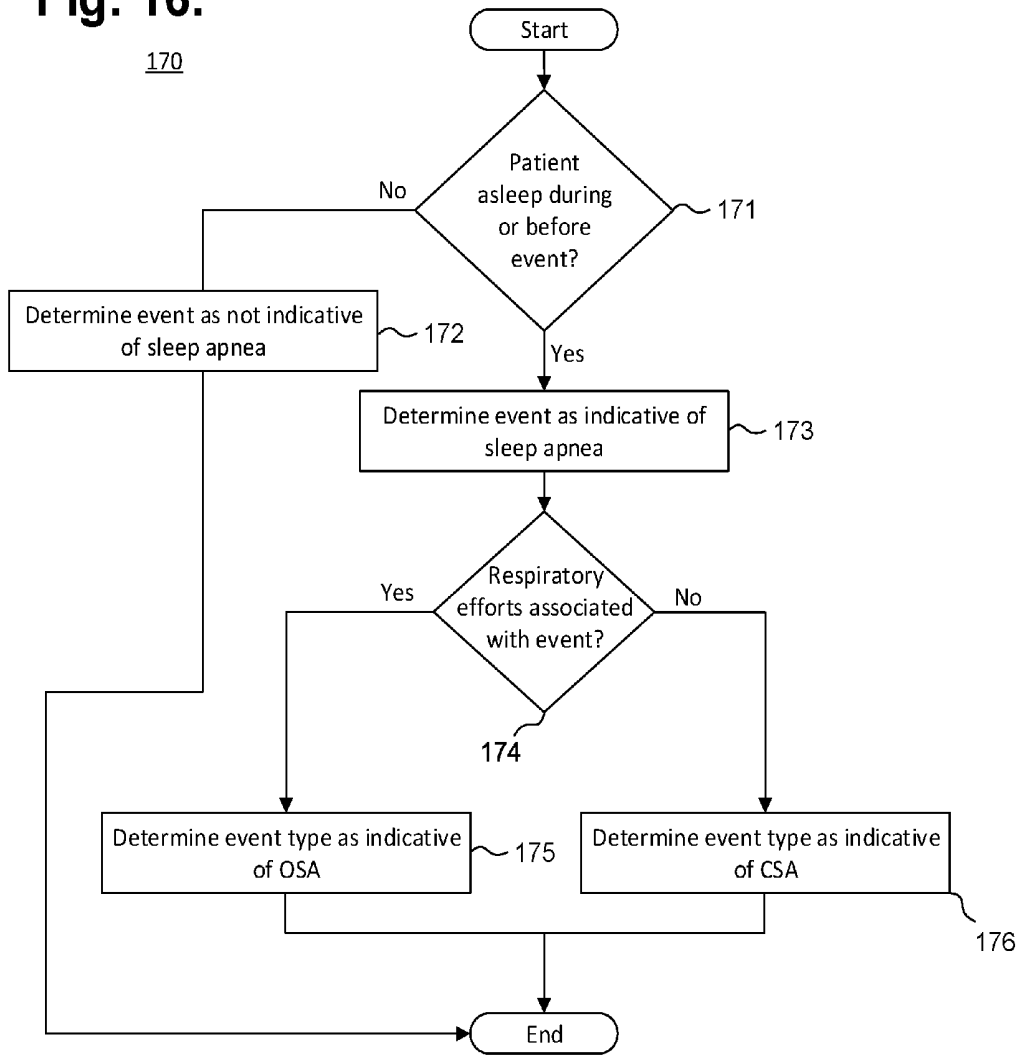 Fig. 16.
170
Start
Patient
asleep during
or before
event?
171
No
Yes
Determine event as not indicative
of sleep apnea
172
Determine event as indicative of
sleep apnea
173
Respiratory
efforts associated
with event?
Yes
No
174
Determine event type as indicative
of OSA
175
Determine event type as indicative
of CSA
176
End